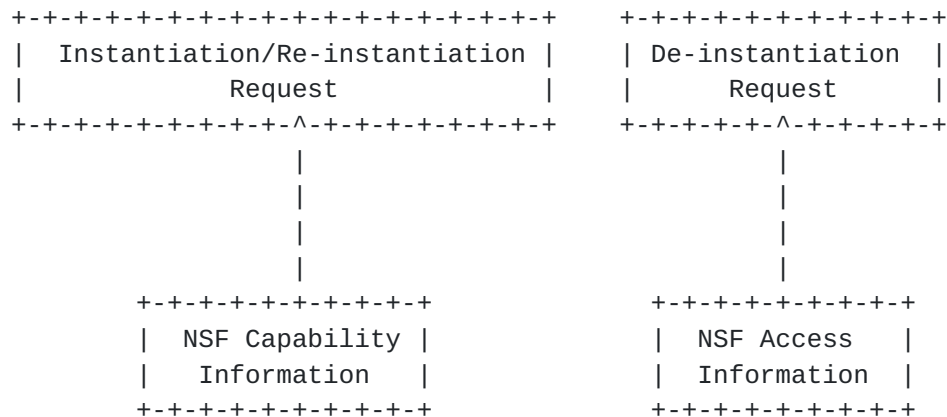 Instantiation/Re-instantiation
Request
De-instantiation
Request
NSF Capability
Information
NSF Access
Information